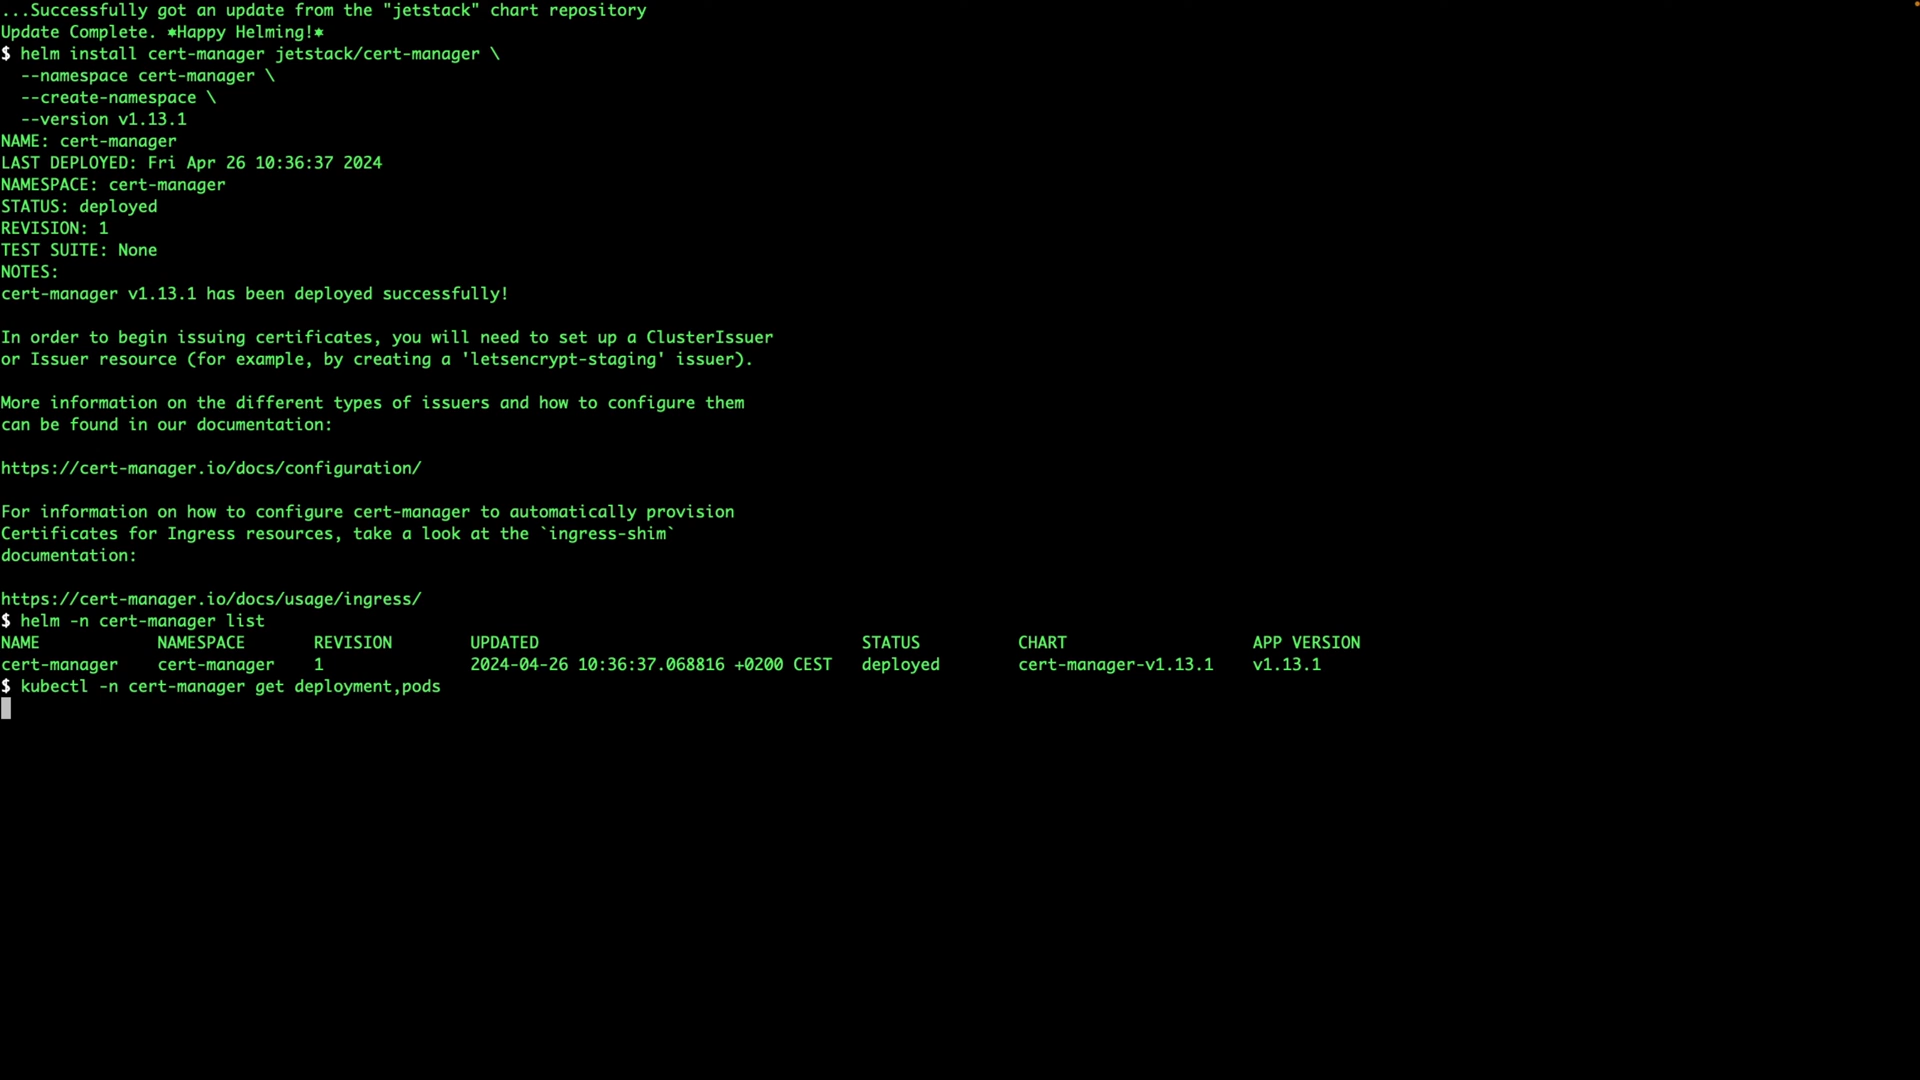 ...Successfully got an update from the "jetstack" chart repository
Update Complete. ⎈Happy Helming!⎈
$ helm install cert-manager jetstack/cert-manager \
  --namespace cert-manager \
  --create-namespace \
  --version v1.13.1
NAME: cert-manager
LAST DEPLOYED: Fri Apr 26 10:36:37 2024
NAMESPACE: cert-manager
STATUS: deployed
REVISION: 1
TEST SUITE: None
NOTES:
cert-manager v1.13.1 has been deployed successfully!
In order to begin issuing certificates, you will need to set up a ClusterIssuer
or Issuer resource (for example, by creating a 'letsencrypt-staging' issuer).
More information on the different types of issuers and how to configure them
can be found in our documentation:
https://cert-manager.io/docs/configuration/
For information on how to configure cert-manager to automatically provision
Certificates for Ingress resources, take a look at the `ingress-shim`
documentation:
https://cert-manager.io/docs/usage/ingress/
$ helm -n cert-manager list
NAME            NAMESPACE       REVISION        UPDATED                                 STATUS          CHART                   APP VERSION
cert-manager    cert-manager    1               2024-04-26 10:36:37.068816 +0200 CEST   deployed        cert-manager-v1.13.1    v1.13.1
$ kubectl -n cert-manager get deployment,pods